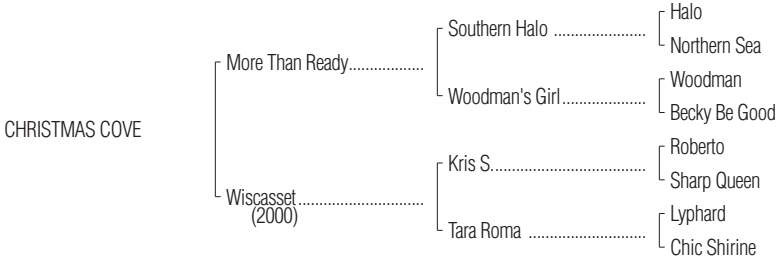 Halo
Southern Halo ......................
Northern Sea
More Than Ready..................
Woodman
Woodman's Girl....................
Becky Be Good
CHRISTMAS COVE
Roberto
Kris S.....................................
Sharp Queen
Wiscasset..............................
(2000)
Lyphard
Tara Roma ............................
Chic Shirine